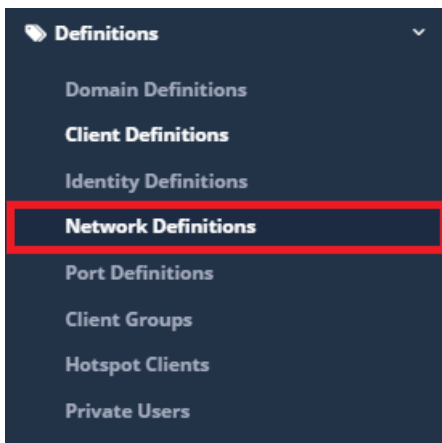 Definitions
Domain Definitions
Client Definitions
Identity Definitions
Network Definitions
Port Definitions
Client Groups
Hotspot Clients
Private Users